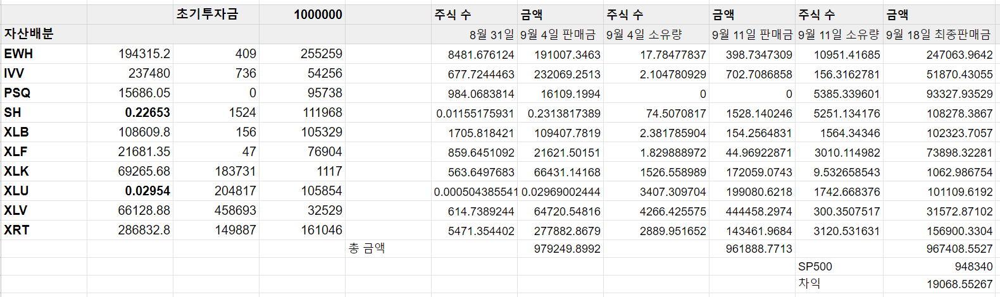 초기투자금 1000000 주식 수 금액 주식 수 금액 주식 수 금액
자산배분 8월 31일 9월 4일 판매금 9월 4일 소유량 9월 11일 판매금 9월 11일 소유량 9월 18일 최종판매금
EWH 194315.2 409 255259 8481.676124 191007.3463 17.78477837 398.7347309 10951.41685 247063.9642
IVV 237480 736 54256 677.7244463 232069.2513 2.104780929 702.7086858 156.3162781 51870.43055
PSQ 15686.05 0 95738 984.0683814 16109.1994 0 0 5385.339601 93327.93529
SH 0.22653 1524 111968 0.01155175931 0.2313817389 74.5070817 1528.140246 5251.134176 108278.3867
XLB 108609.8 156 105329 1705.818421 109407.7819 2.381785904 154.2564831 1564.34346 102323.7057
XLF 21681.35 47 76904 859.6451092 21621.50151 1.829888972 44.96922871 3010.114982 73898.32281
XLK 69265.68 183731 1117 563.6497683 66431.14168 1526.558989 172059.0743 9.532658543 1062.986754
XLU 0.02954 204817 105854 0.000504385541 0.02969002444 3407.309704 199080.6218 1742.668376 101109.6192
XLV 66128.88 458693 32529 614.7389244 64720.54816 4266.425575 444458.2974 300.3507517 31572.87102
XRT 286832.8 149887 161046 5471.354402 277882.8679 2889.951652 143461.9684 3120.531631 156900.3304
총 금액 979249.8992 961888.7713 967408.5527
SP500 948340
차익 19068.55267